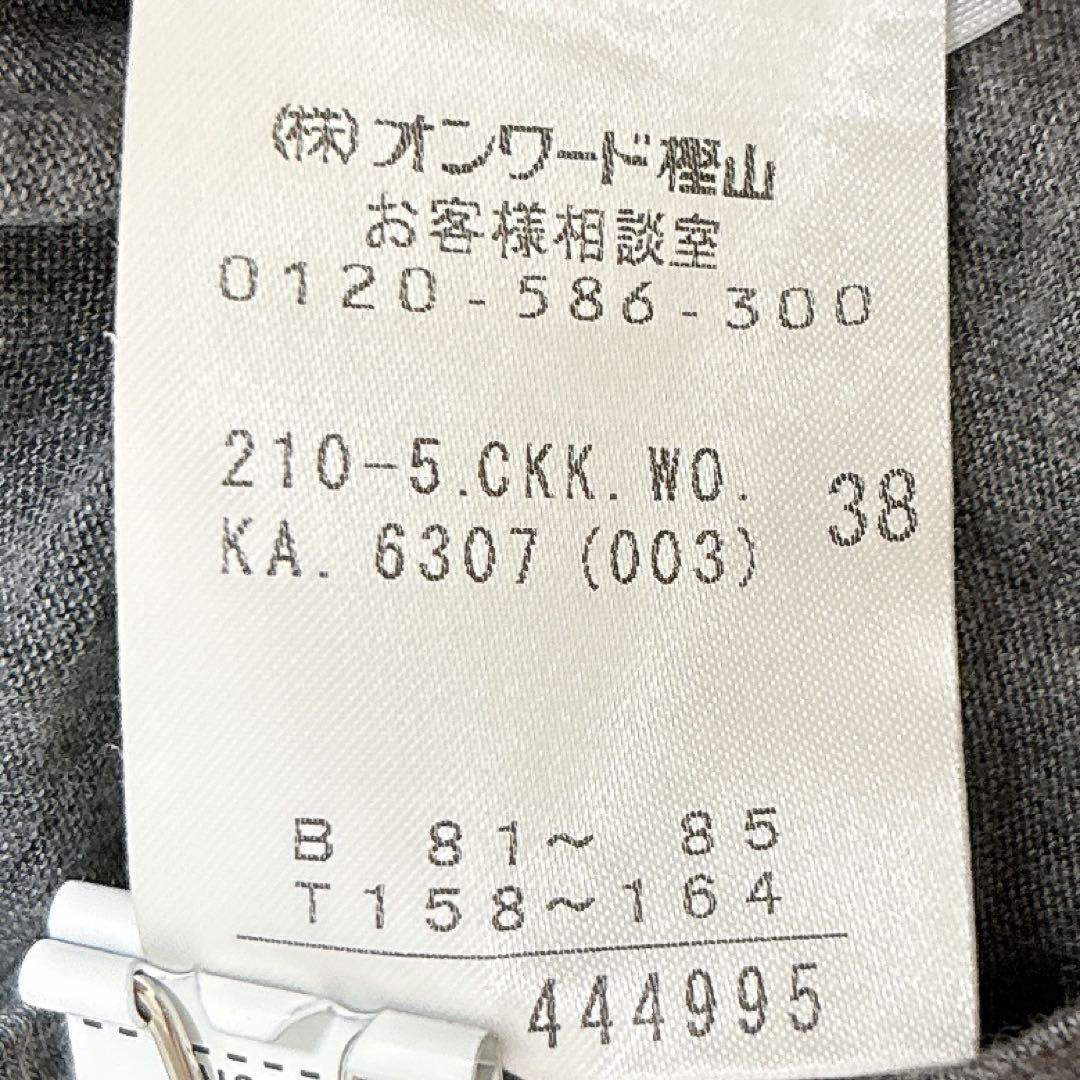 (株)オンワード樫山
お客様相談室
0120-586-300
210-5.CKK.WO.
KA. 6307 (003)
38
B 81~ 85
T158~164
444995